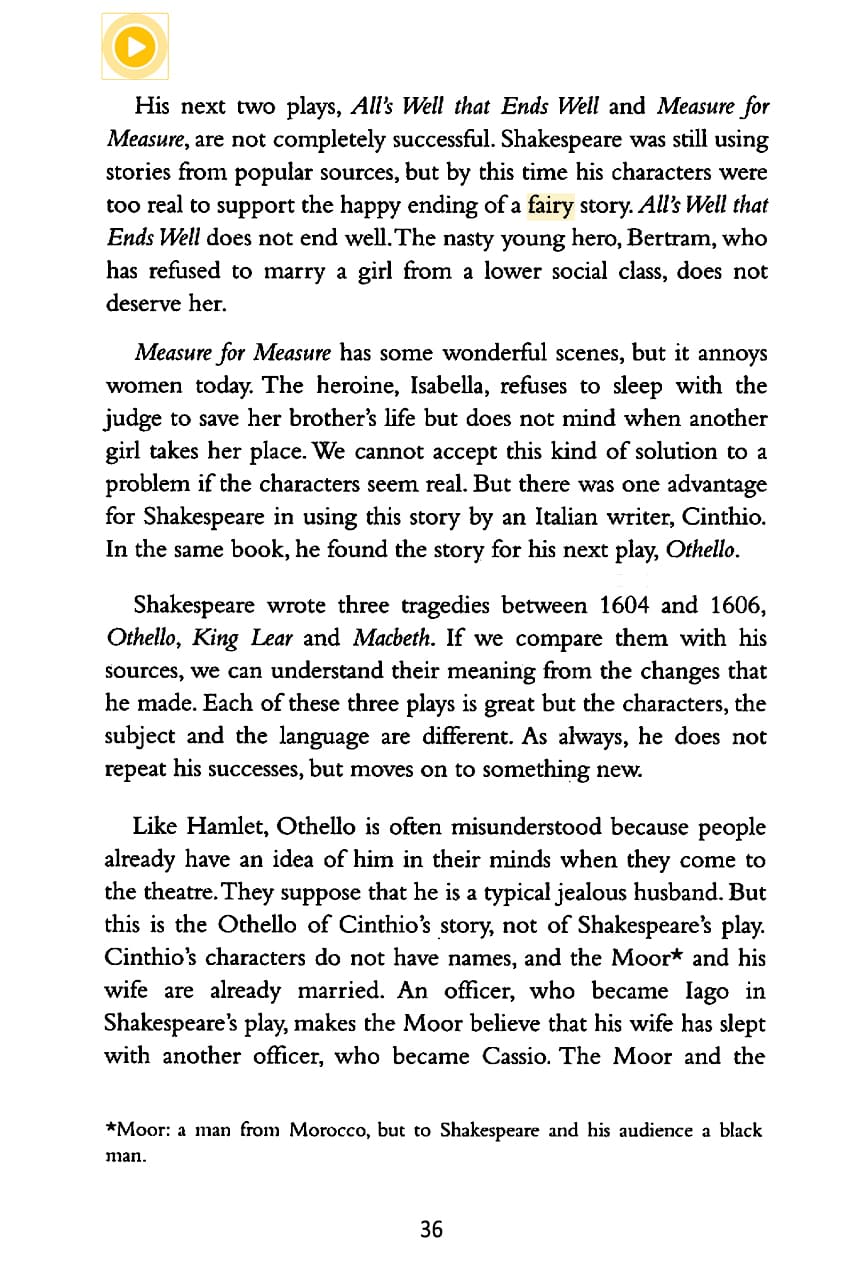 His next two plays, All's Well that Ends Well and Measure for
Measure, are not completely successful. Shakespeare was still using
stories from popular sources, but by this time his characters were
too real to support the happy ending of a fairy story. All's Well that
Ends Well does not end well. The nasty young hero, Bertram, who
has refused to marry a girl from a lower social class, does not
deserve her.
Measure for Measure has some wonderful scenes, but it annoys
women today. The heroine, Isabella, refuses to sleep with the
judge to save her brother's life but does not mind when another
girl takes her place. We cannot accept this kind of solution to a
problem if the characters seem real. But there was one advantage
for Shakespeare in using this story by an Italian writer, Cinthio.
In the same book, he found the story for his next play, Othello.
Shakespeare wrote three tragedies between 1604 and 1606,
Othello, King Lear and Macbeth. If we compare them with his
sources, we can understand their meaning from the changes that
he made. Each of these three plays is great but the characters, the
subject and the language are different. As always, he does not
repeat his successes, but moves on to something new.
Like Hamlet, Othello is often misunderstood because people
already have an idea of him in their minds when they come to
the theatre. They suppose that he is a typical jealous husband. But
this is the Othello of Cinthio's story, not of Shakespeare's play.
Cinthio's characters do not have names, and the Moor* and his
wife are already married. An officer, who became Iago in
Shakespeare's play, makes the Moor believe that his wife has slept
with another officer, who became Cassio. The Moor and the
*Moor: a man from Morocco, but to Shakespeare and his audience a black
man.
36